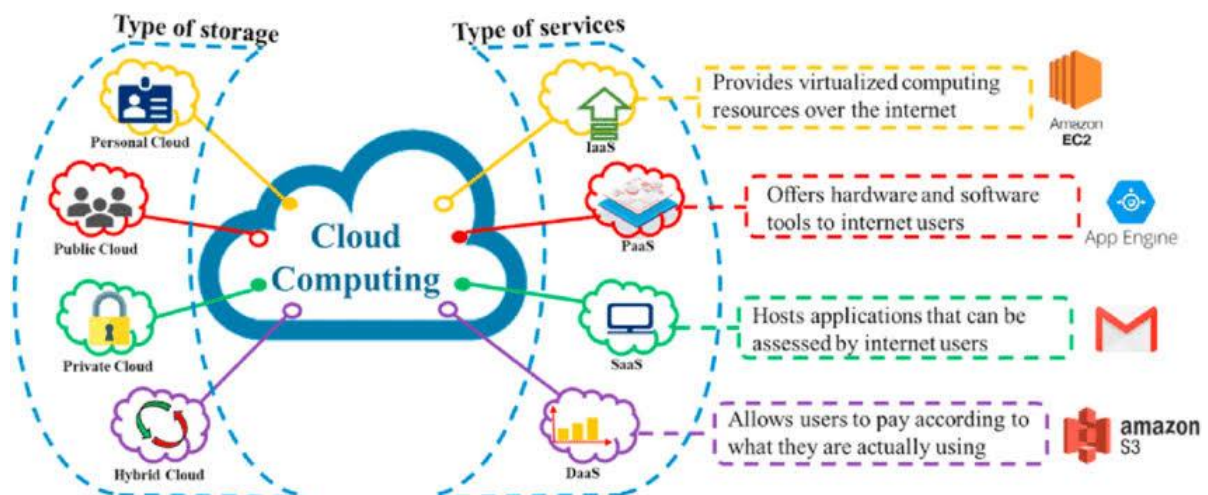 Type of storage
Type of services
Personal Cloud
Public Cloud
Private Cloud
Hybrid Cloud
Cloud
Computing
IaaS
PaaS
SaaS
DaaS
Provides virtualized computing
resources over the internet
Amazon
EC2
Offers hardware and software
tools to internet users
App Engine
Hosts applications that can be
assessed by internet users
Allows users to pay according to
what they are actually using
amazon
S3